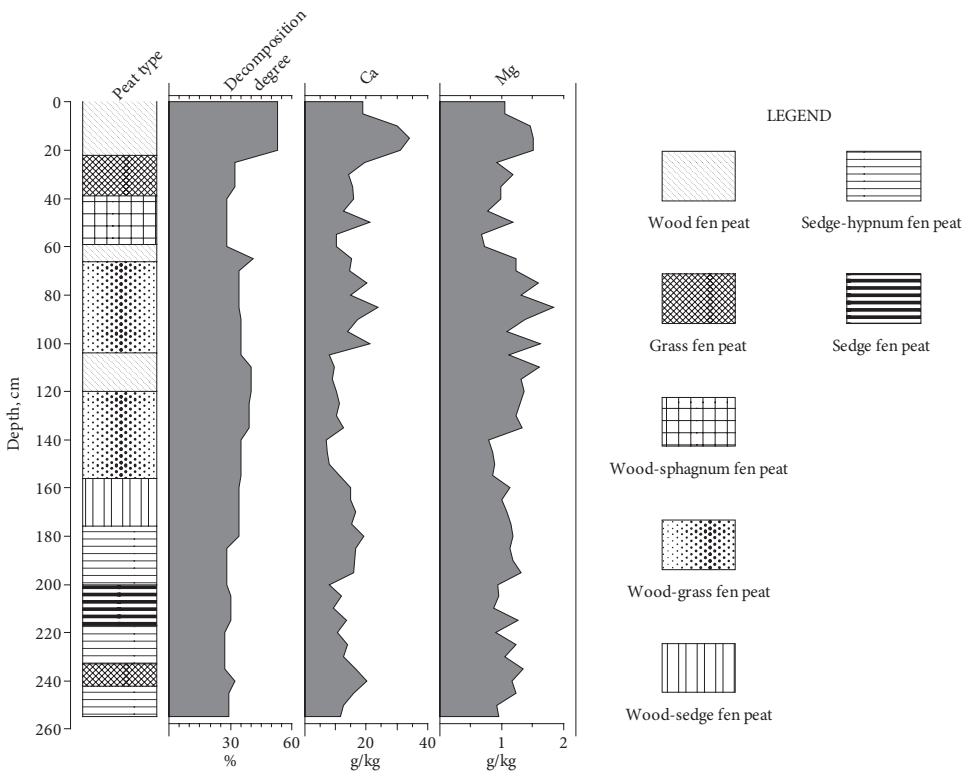 Peat type
Decomposition
degree
Ca
Mg
0
20
40
60
80
100
120
140
160
180
200
220
240
260
Depth, cm
30 60
%
20 40
g/kg
1 2
g/kg
LEGEND
Wood fen peat
Sedge-hypnum fen peat
Grass fen peat
Sedge fen peat
Wood-sphagnum fen peat
Wood-grass fen peat
Wood-sedge fen peat